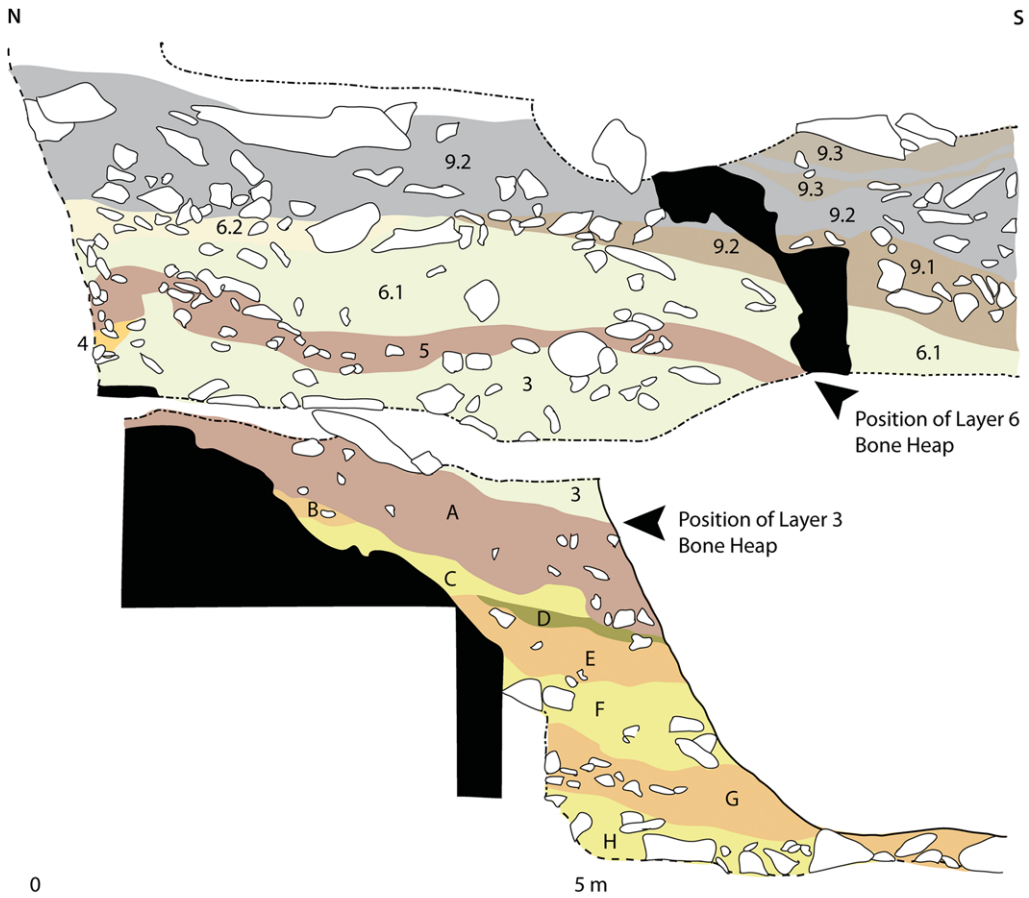 N
S
9.2
9.3
9.3
9.2
6.2
9.2
9.1
6.1
4
5
6.1
3
Position of Layer 6
Bone Heap
3
B
A
Position of Layer 3
Bone Heap
C
D
E
F
G
H
0
5 m